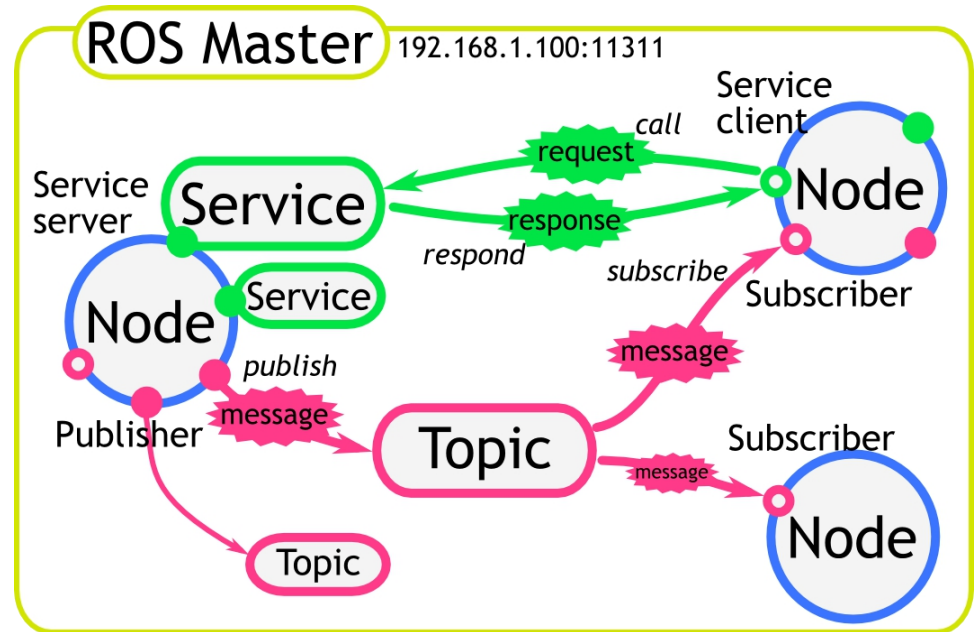 ROS Master 192.168.1.100:11311
Service
client
call
request
Service
server
Service
Node
response
respond
subscribe
Subscriber
Service
Node
message
publish
message
Publisher
Topic
Subscriber
message
Node
Topic